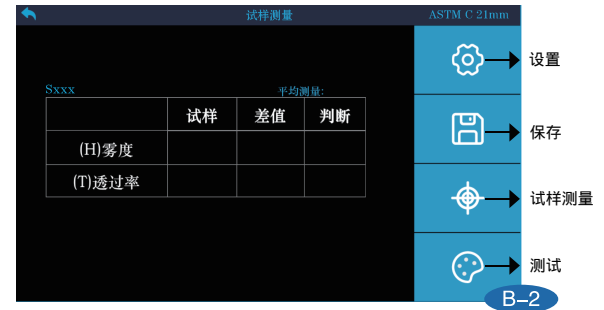 试样测量
ASTM C 21mm
设置
Sxxx
平均测量:
试样 差值 判断
保存
(H)雾度
(T)透过率
试样测量
测试
B–2